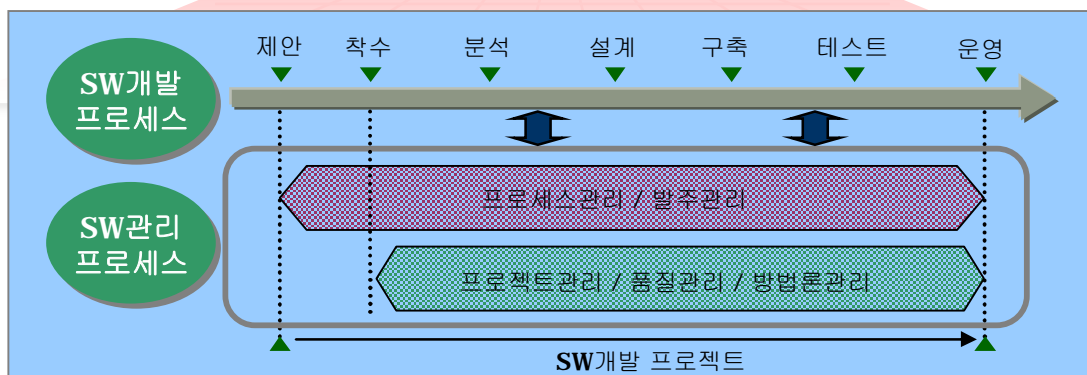 제안 착수 분석 설계 구축 테스트 운영
SW개발
프로세스
프로세스관리 / 발주관리
SW관리
프로세스
프로젝트관리 / 품질관리 / 방법론관리
SW개발 프로젝트